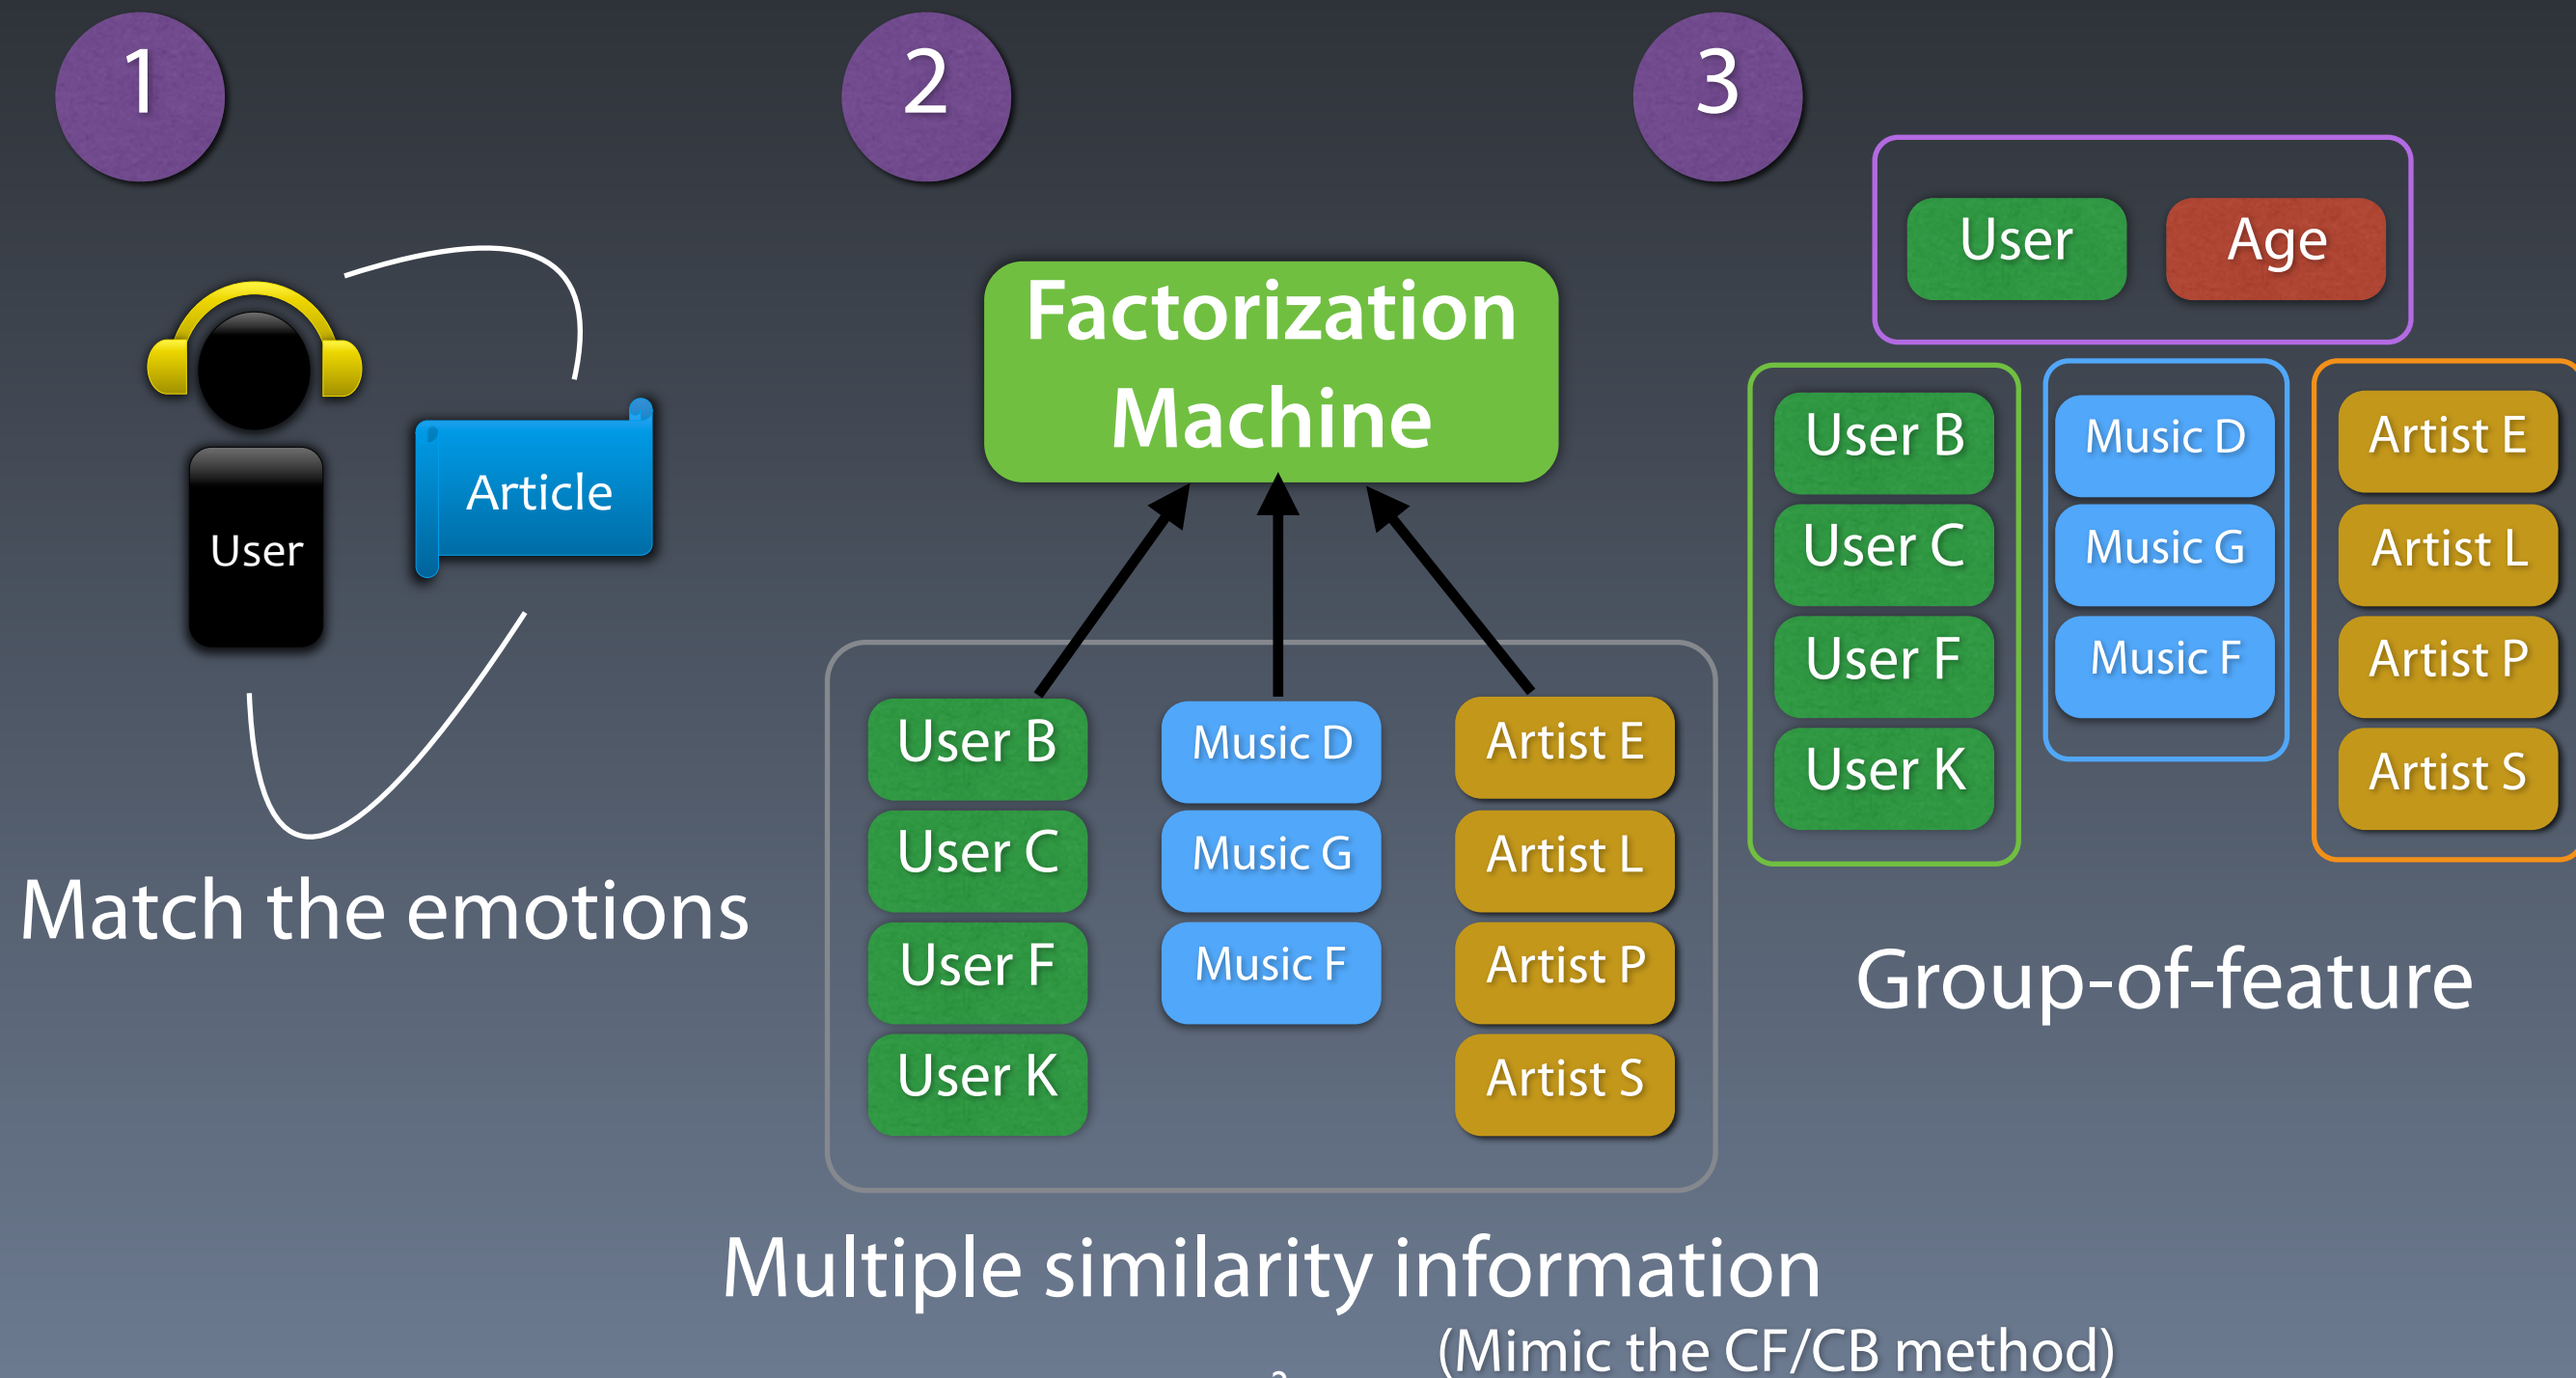 1
User
Article
Match the emotions
2
Factorization
Machine
User B
User C
User F
User K
Music D
Music G
Music F
Artist E
Artist L
Artist P
Artist S
Multiple similarity information
(Mimic the CF/CB method)
3
User
Age
User B
User C
User F
User K
Music D
Music G
Music F
Artist E
Artist L
Artist P
Artist S
Group-of-feature